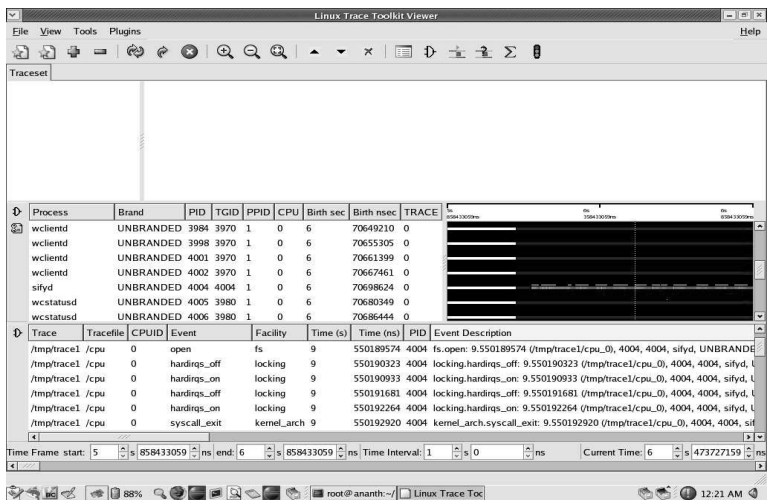 Linux Trace Toolkit Viewer
File View Tools Plugins Help
Traceset
Process Brand PID TGID PPID CPU Birth sec Birth nsec TRACE
wclientd UNBRANDED 3984 3970 1 0 6 70649210 0
wclientd UNBRANDED 3998 3970 1 0 6 70655305 0
wclientd UNBRANDED 4001 3970 1 0 6 70661399 0
wclientd UNBRANDED 4002 3970 1 0 6 70667461 0
sifyd UNBRANDED 4004 4004 1 0 6 70698624 0
wcstatusd UNBRANDED 4005 3980 1 0 6 70680349 0
wcstatusd UNBRANDED 4006 3980 1 0 6 70686444 0
Trace Tracefile CPUID Event Facility Time (s) Time (ns) PID Event Description
/tmp/trace1 /cpu 0 open fs 9 550189574 4004 fs.open: 9.550189574 (/tmp/trace1/cpu_0), 4004, 4004, sifyd, UNBRANDE
/tmp/trace1 /cpu 0 hardirqs_off locking 9 550190323 4004 locking.hardirqs_off: 9.550190323 (/tmp/trace1/cpu_0), 4004, 4004, sifyd, U
/tmp/trace1 /cpu 0 hardirqs_on locking 9 550190933 4004 locking.hardirqs_on: 9.550190933 (/tmp/trace1/cpu_0), 4004, 4004, sifyd, U
/tmp/trace1 /cpu 0 hardirqs_off locking 9 550191681 4004 locking.hardirqs_off: 9.550191681 (/tmp/trace1/cpu_0), 4004, 4004, sifyd, U
/tmp/trace1 /cpu 0 hardirqs_on locking 9 550192264 4004 locking.hardirqs_on: 9.550192264 (/tmp/trace1/cpu_0), 4004, 4004, sifyd, U
/tmp/trace1 /cpu 0 syscall_exit kernel_arch 9 550192920 4004 kernel_arch.syscall_exit: 9.550192920 (/tmp/trace1/cpu_0), 4004, 4004, sif
Time Frame start: 5 s 858433059 ns end: 6 s 858433059 ns Time Interval: 1 s 0 ns Current Time: 6 s 473727159 ns
88% root@ananth:~/ Linux Trace Toc 12:21 AM